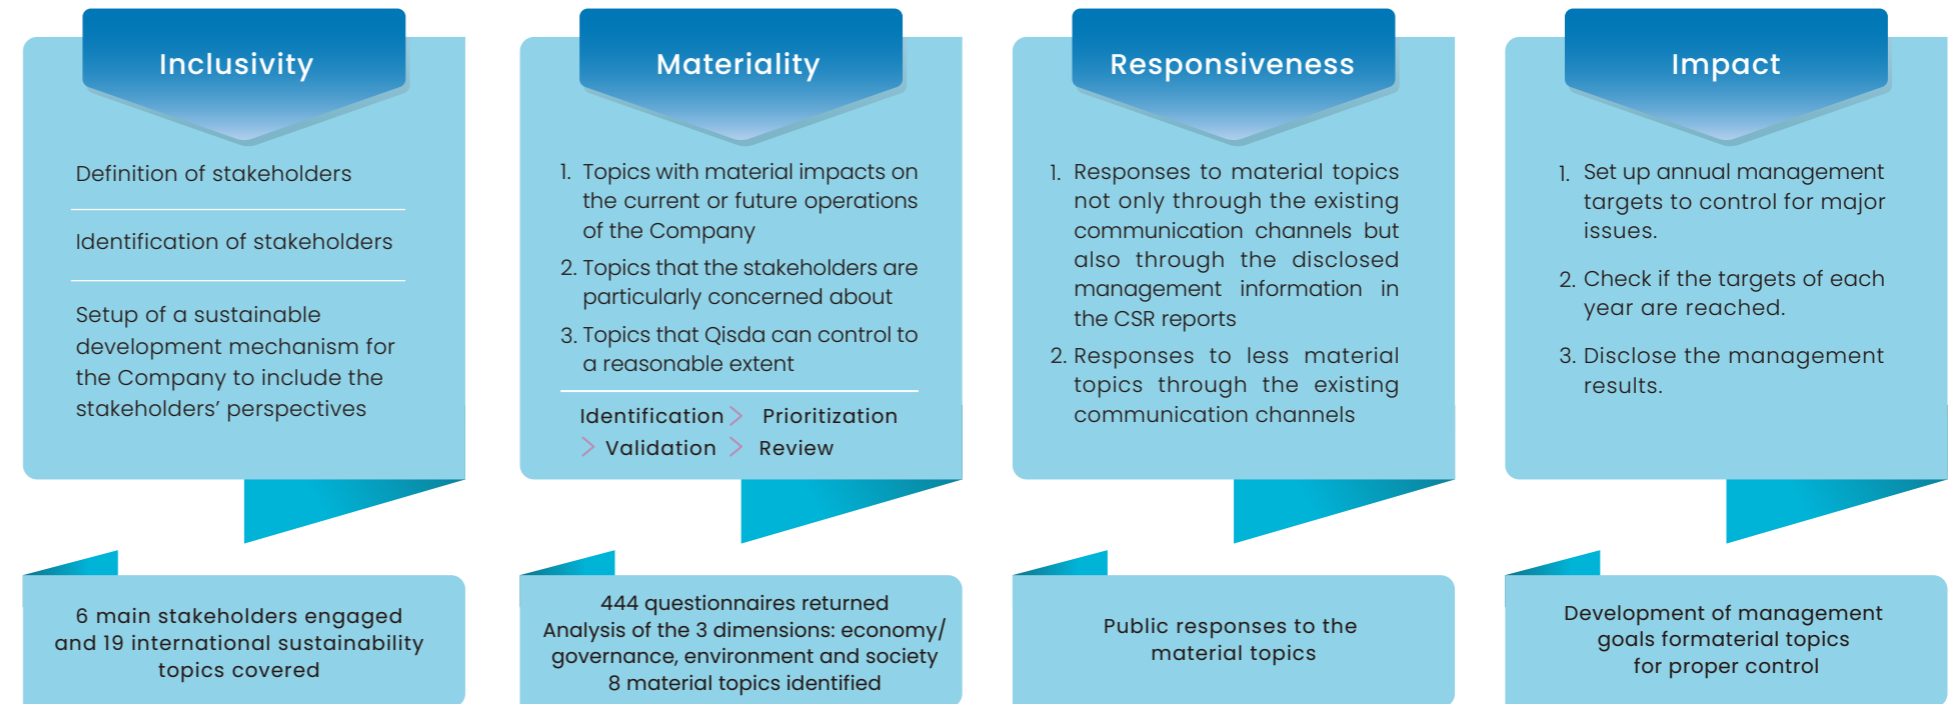 Inclusivity
Definition of stakeholders
Identification of stakeholders
Setup of a sustainable
development mechanism for
the Company to include the
stakeholders’ perspectives
6 main stakeholders engaged
and 19 international sustainability
topics covered
Materiality
1. Topics with material impacts on
the current or future operations
of the Company
2. Topics that the stakeholders are
particularly concerned about
3. Topics that Qisda can control to
a reasonable extent
Identification > Prioritization
> Validation > Review
444 questionnaires returned
Analysis of the 3 dimensions: economy/
governance, environment and society
8 material topics identified
Responsiveness
1. Responses to material topics
not only through the existing
communication channels but
also through the disclosed
management information in
the CSR reports
2. Responses to less material
topics through the existing
communication channels
Public responses to the
material topics
Impact
1. Set up annual management
targets to control for major
issues.
2. Check if the targets of each
year are reached.
3. Disclose the management
results.
Development of management
goals formaterial topics
for proper control